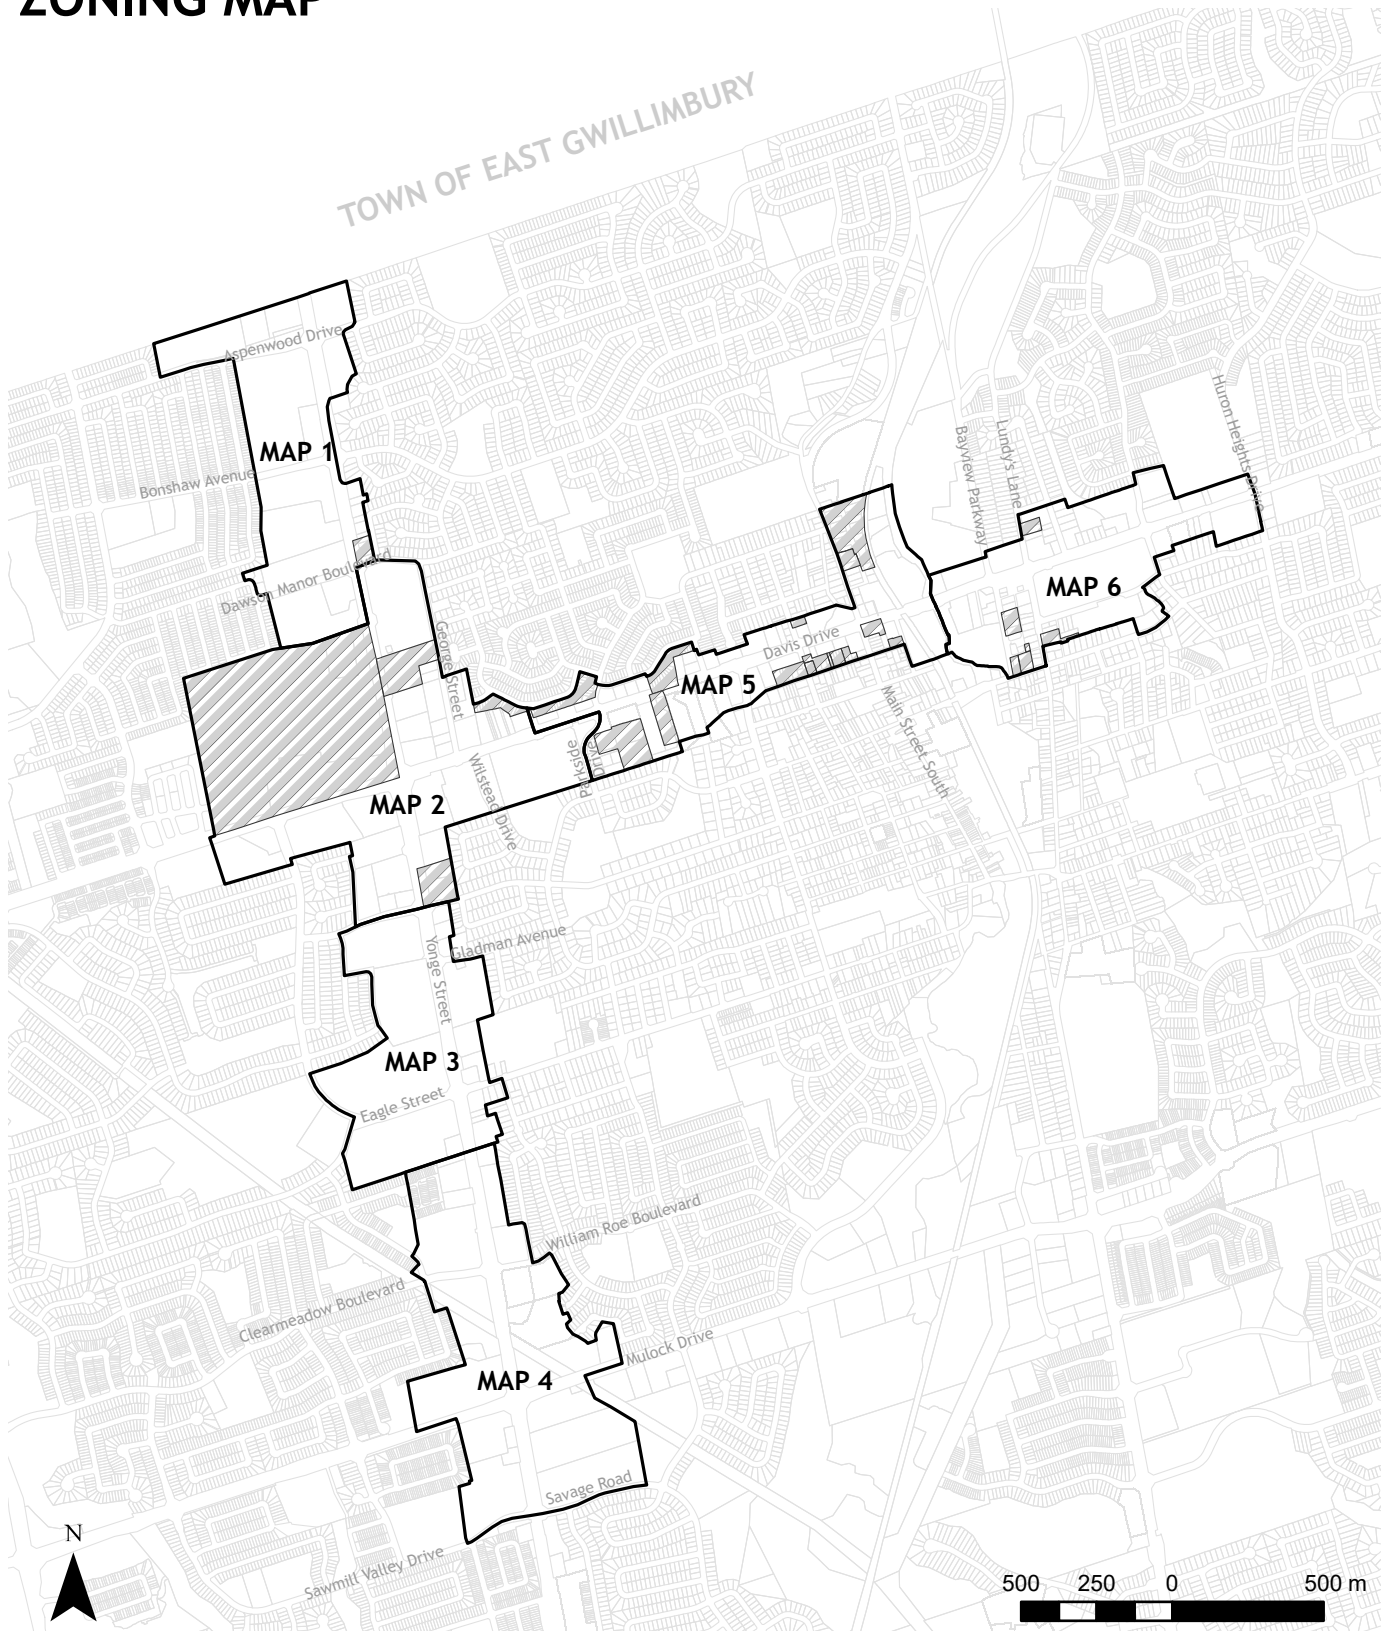 ZONING MAP
TOWN OF EAST GWILLIMBURY
Aspenwood Drive
Huron Heights Drive
MAP 1
Lundy's Lane
Bayview Parkway
Bonshaw Avenue
Dawson Manor Boulevard
MAP 6
George Street
Davis Drive
MAP 5
Main Street South
Parkside
Drive
Wilstead Drive
MAP 2
Yonge Street
Gladman Avenue
MAP 3
Eagle Street
William Roe Boulevard
Clearmeadow Boulevard
Mulock Drive
MAP 4
Savage Road
N
Sawmill Valley Drive
500 250 0 500 m